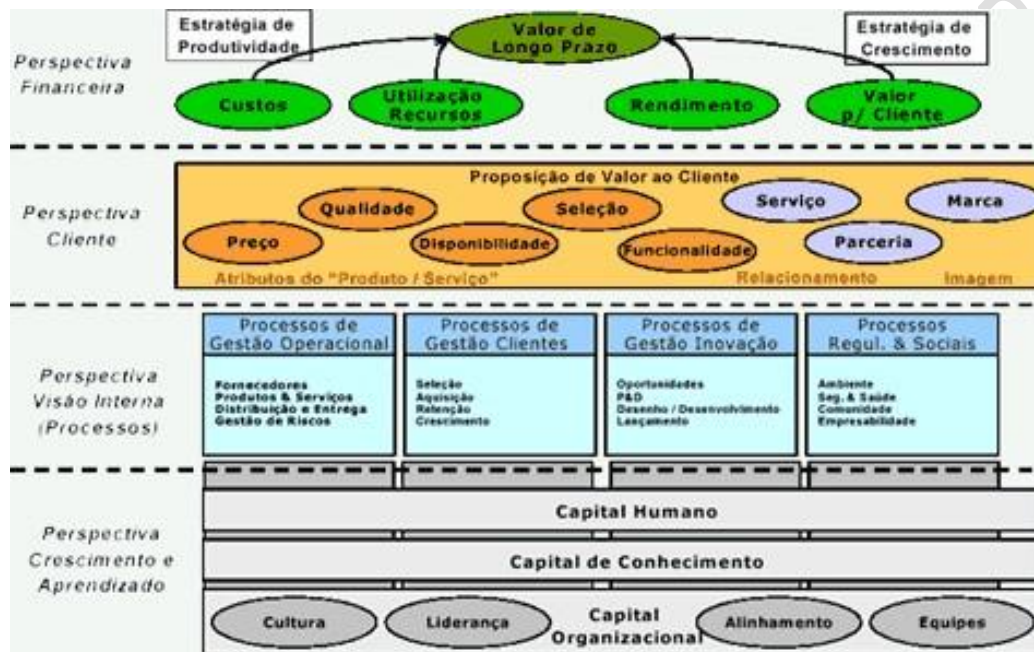 Estratégia de
Produtividade
Valor de
Longo Prazo
Estratégia de
Crescimento
Perspectiva
Financeira
Custos
Utilização
Recursos
Rendimento
Valor
p/ Cliente
Proposição de Valor ao Cliente
Perspectiva
Cliente
Qualidade
Seleção
Serviço
Marca
Preço
Disponibilidade
Funcionalidade
Parceria
Atributos do "Produto / Serviço"
Relacionamento
Imagem
Processos de
Gestão Operacional
Processos de
Gestão Clientes
Processos de
Gestão Inovação
Processos
Regul. & Sociais
Perspectiva
Visão Interna
(Processos)
Fornecedores
Produtos & Serviços
Distribuição e Entrega
Gestão de Riscos
Seleção
Aquisição
Retenção
Crescimento
Oportunidades
P&D
Desenho / Desenvolvimento
Lançamento
Ambiente
Seg. & Saúde
Comunidade
Empresabilidade
Perspectiva
Crescimento e
Aprendizado
Capital Humano
Capital de Conhecimento
Cultura
Liderança
Capital
Organizacional
Alinhamento
Equipes